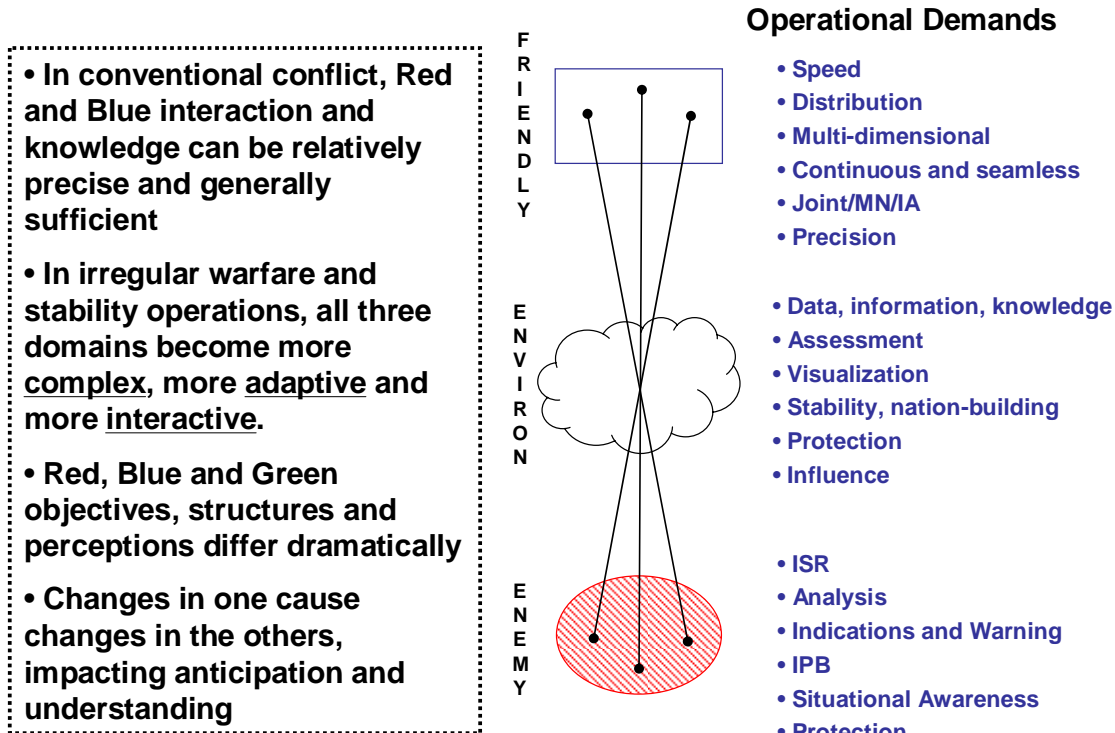 Operational Demands
• In conventional conflict, Red
and Blue interaction and
knowledge can be relatively
precise and generally
sufficient
• In irregular warfare and
stability operations, all three
domains become more
complex, more adaptive and
more interactive.
• Red, Blue and Green
objectives, structures and
perceptions differ dramatically
• Changes in one cause
changes in the others,
impacting anticipation and
understanding
FRIENDLY
• Speed
• Distribution
• Multi-dimensional
• Continuous and seamless
• Joint/MN/IA
• Precision
ENVIRON
• Data, information, knowledge
• Assessment
• Visualization
• Stability, nation-building
• Protection
• Influence
ENEMY
• ISR
• Analysis
• Indications and Warning
• IPB
• Situational Awareness
• Protection